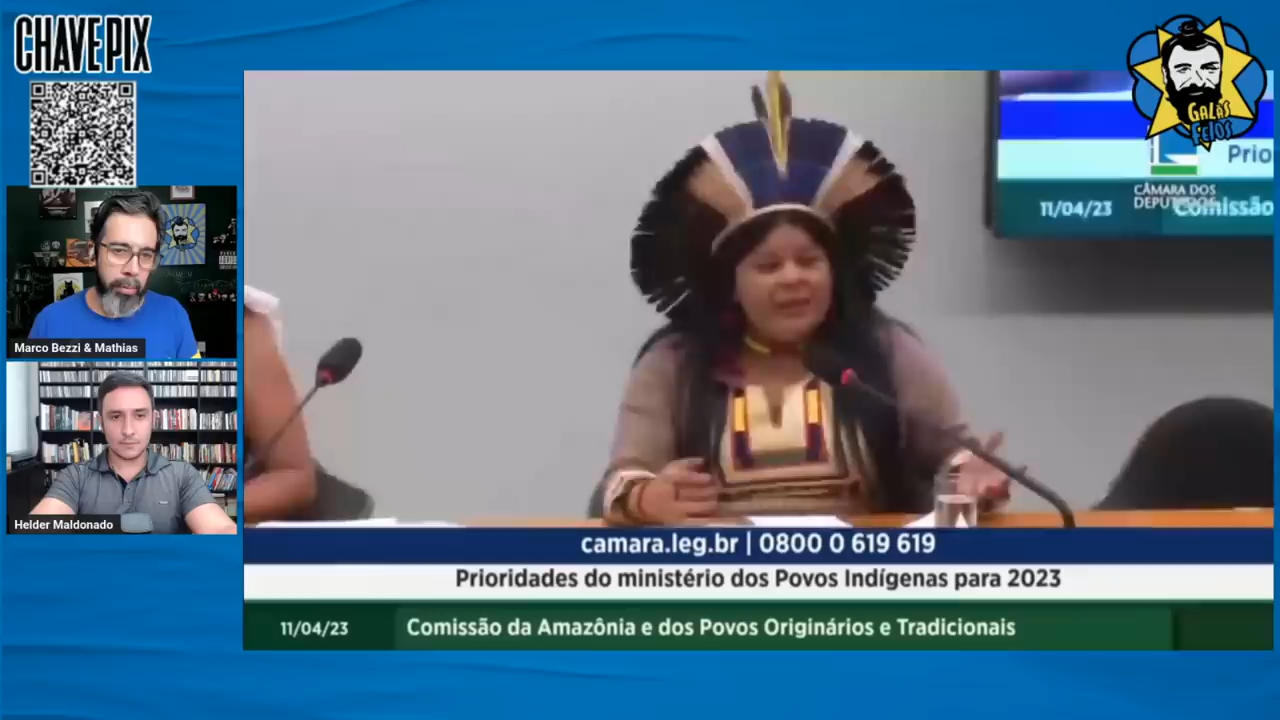 CHAVE PIX
GALÃS
FEIOS
Prio
CÂMARA DOS
DEPUTADOS
11/04/23
Comissão
Marco Bezzi & Mathias
Helder Maldonado
camara.leg.br | 0800 0 619 619
Prioridades do ministério dos Povos Indígenas para 2023
11/04/23
Comissão da Amazônia e dos Povos Originários e Tradicionais